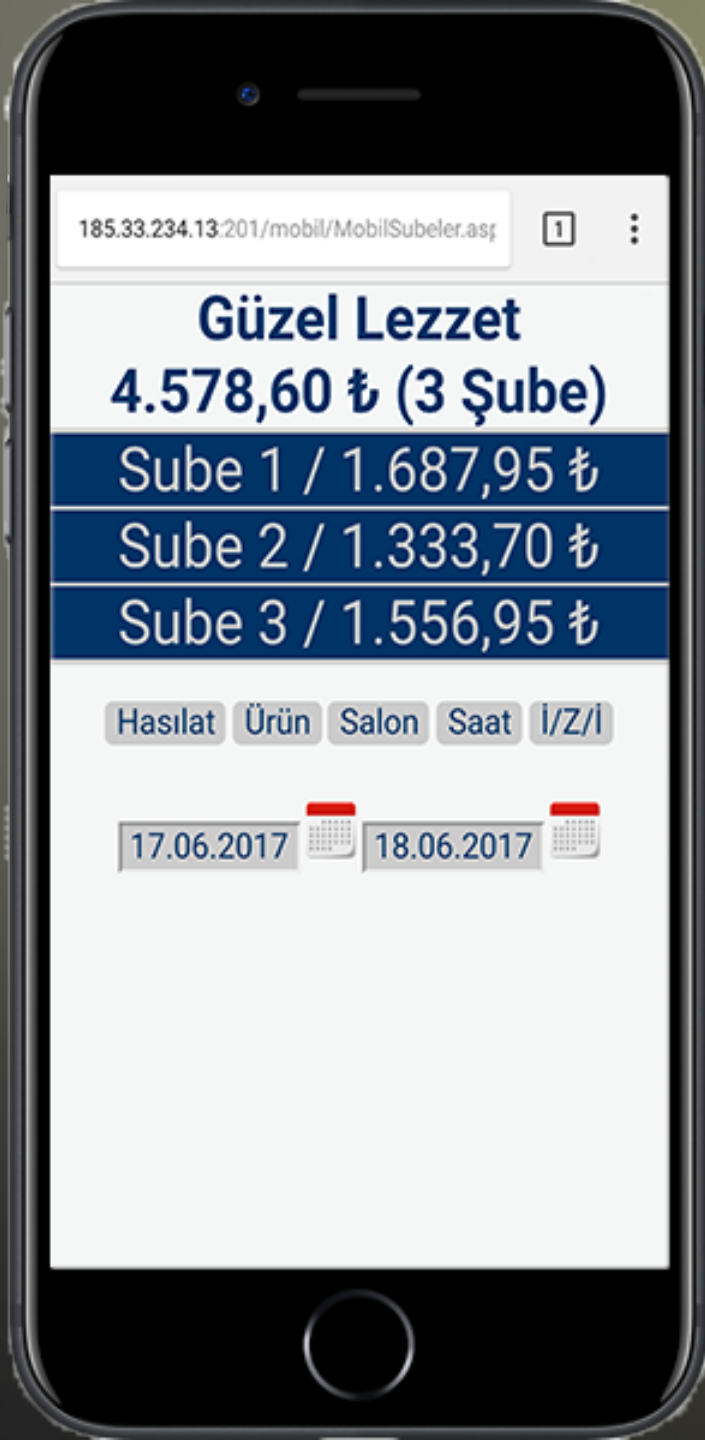 185.33.234.13:201/mobil/MobilSubeler.asp
1
Güzel Lezzet
4.578,60 ₺ (3 Şube)
Sube 1 / 1.687,95 ₺
Sube 2 / 1.333,70 ₺
Sube 3 / 1.556,95 ₺
Hasılat Ürün Salon Saat İ/Z/İ
17.06.2017 18.06.2017